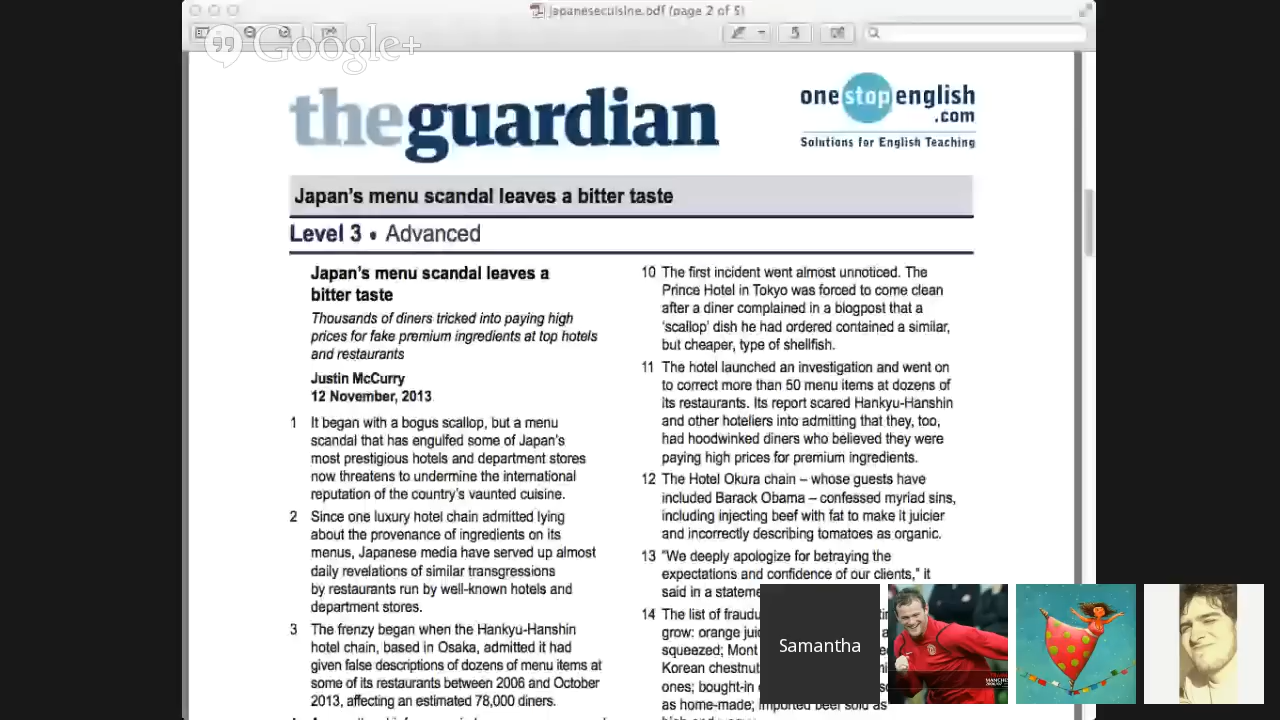 japanesecuisine.pdf (page 2 of 5)
Google+
theguardian
onestopenglish
.com
Solutions for English Teaching
Japan's menu scandal leaves a bitter taste
Level 3 • Advanced
Japan's menu scandal leaves a
bitter taste
Thousands of diners tricked into paying high
prices for fake premium ingredients at top hotels
and restaurants
Justin McCurry
12 November, 2013
1 It began with a bogus scallop, but a menu
scandal that has engulfed some of Japan's
most prestigious hotels and department stores
now threatens to undermine the international
reputation of the country's vaunted cuisine.
2 Since one luxury hotel chain admitted lying
about the provenance of ingredients on its
menus, Japanese media have served up almost
daily revelations of similar transgressions
by restaurants run by well-known hotels and
department stores.
3 The frenzy began when the Hankyu-Hanshin
hotel chain, based in Osaka, admitted it had
given false descriptions of dozens of menu items at
some of its restaurants between 2006 and October
2013, affecting an estimated 78,000 diners.
10 The first incident went almost unnoticed. The
Prince Hotel in Tokyo was forced to come clean
after a diner complained in a blogpost that a
'scallop' dish he had ordered contained a similar,
but cheaper, type of shellfish.
11 The hotel launched an investigation and went on
to correct more than 50 menu items at dozens of
its restaurants. Its report scared Hankyu-Hanshin
and other hoteliers into admitting that they, too,
had hoodwinked diners who believed they were
paying high prices for premium ingredients.
12 The Hotel Okura chain – whose guests have
included Barack Obama – confessed myriad sins,
including injecting beef with fat to make it juicier
and incorrectly describing tomatoes as organic.
13 "We deeply apologize for betraying the
expectations and confidence of our clients," it
said in a
14 The list of
grow: orange
squeezed; Mont
Korean chestnut
ones; bought-in
as home-made; imported beef sold as
Samantha